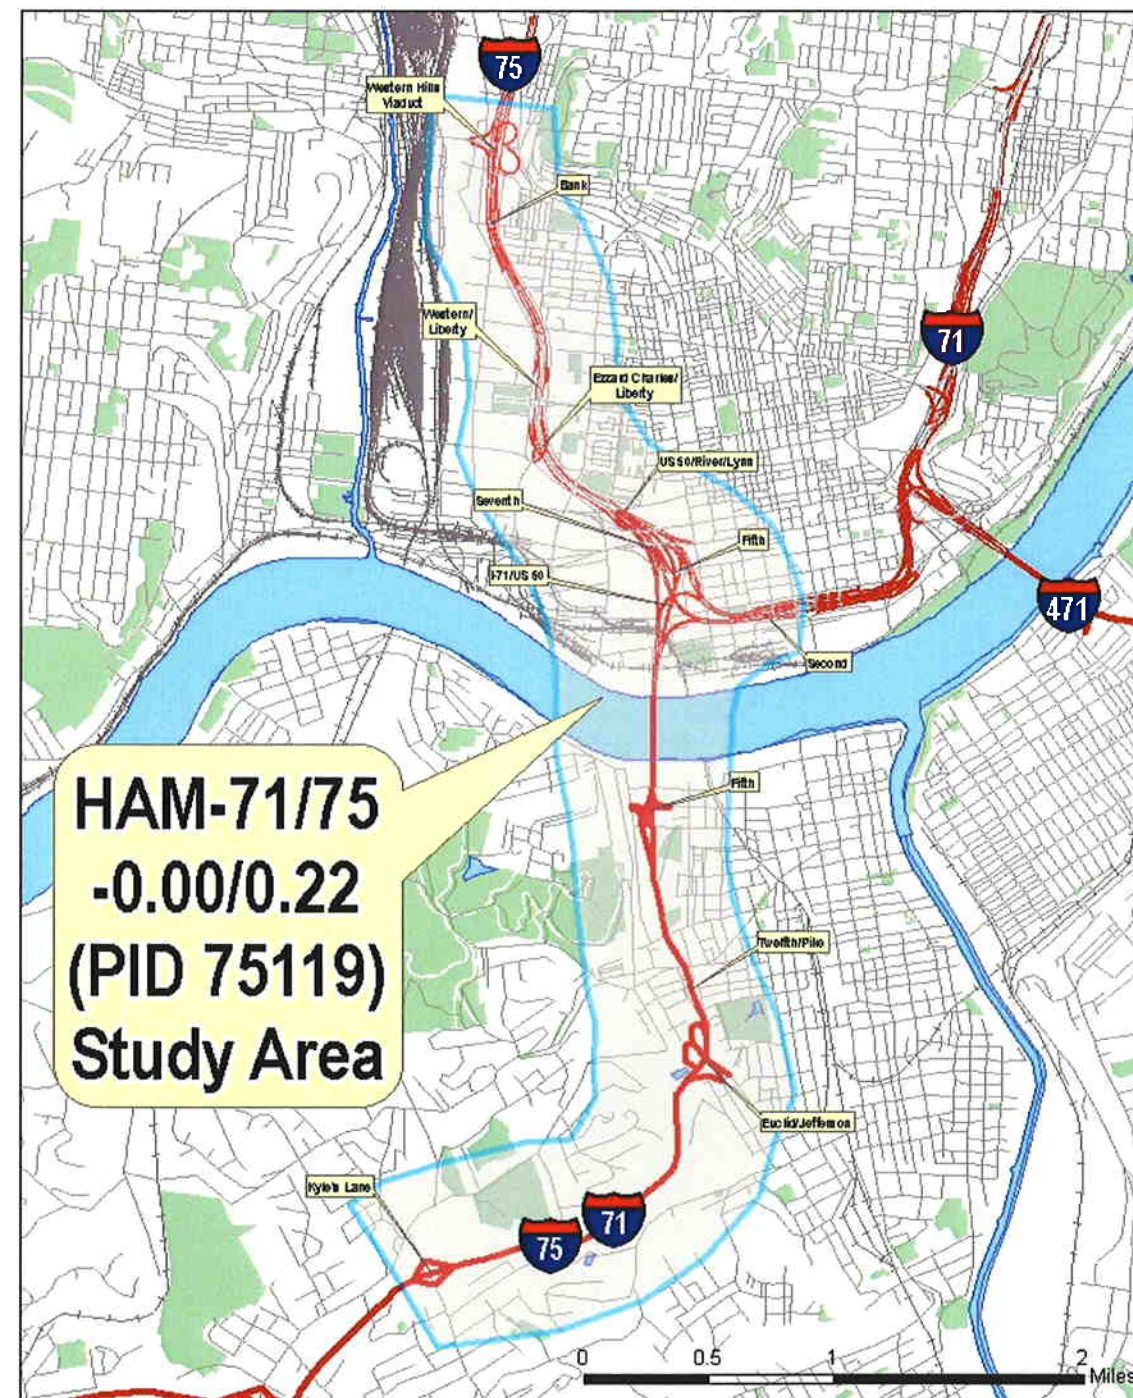 75
Western Hills
Viaduct
Bank
71
Western/
Liberty
Ezzard Charles/
Liberty
US 50/River/Lynn
Seventh
Fifth
I-71/US 50
471
Second
HAM-71/75
-0.00/0.22
(PID 75119)
Study Area
Fifth
Twelfth/Pike
Euclid/Jefferson
Kyle's Lane
71
75
0 0.5 1 2
Miles